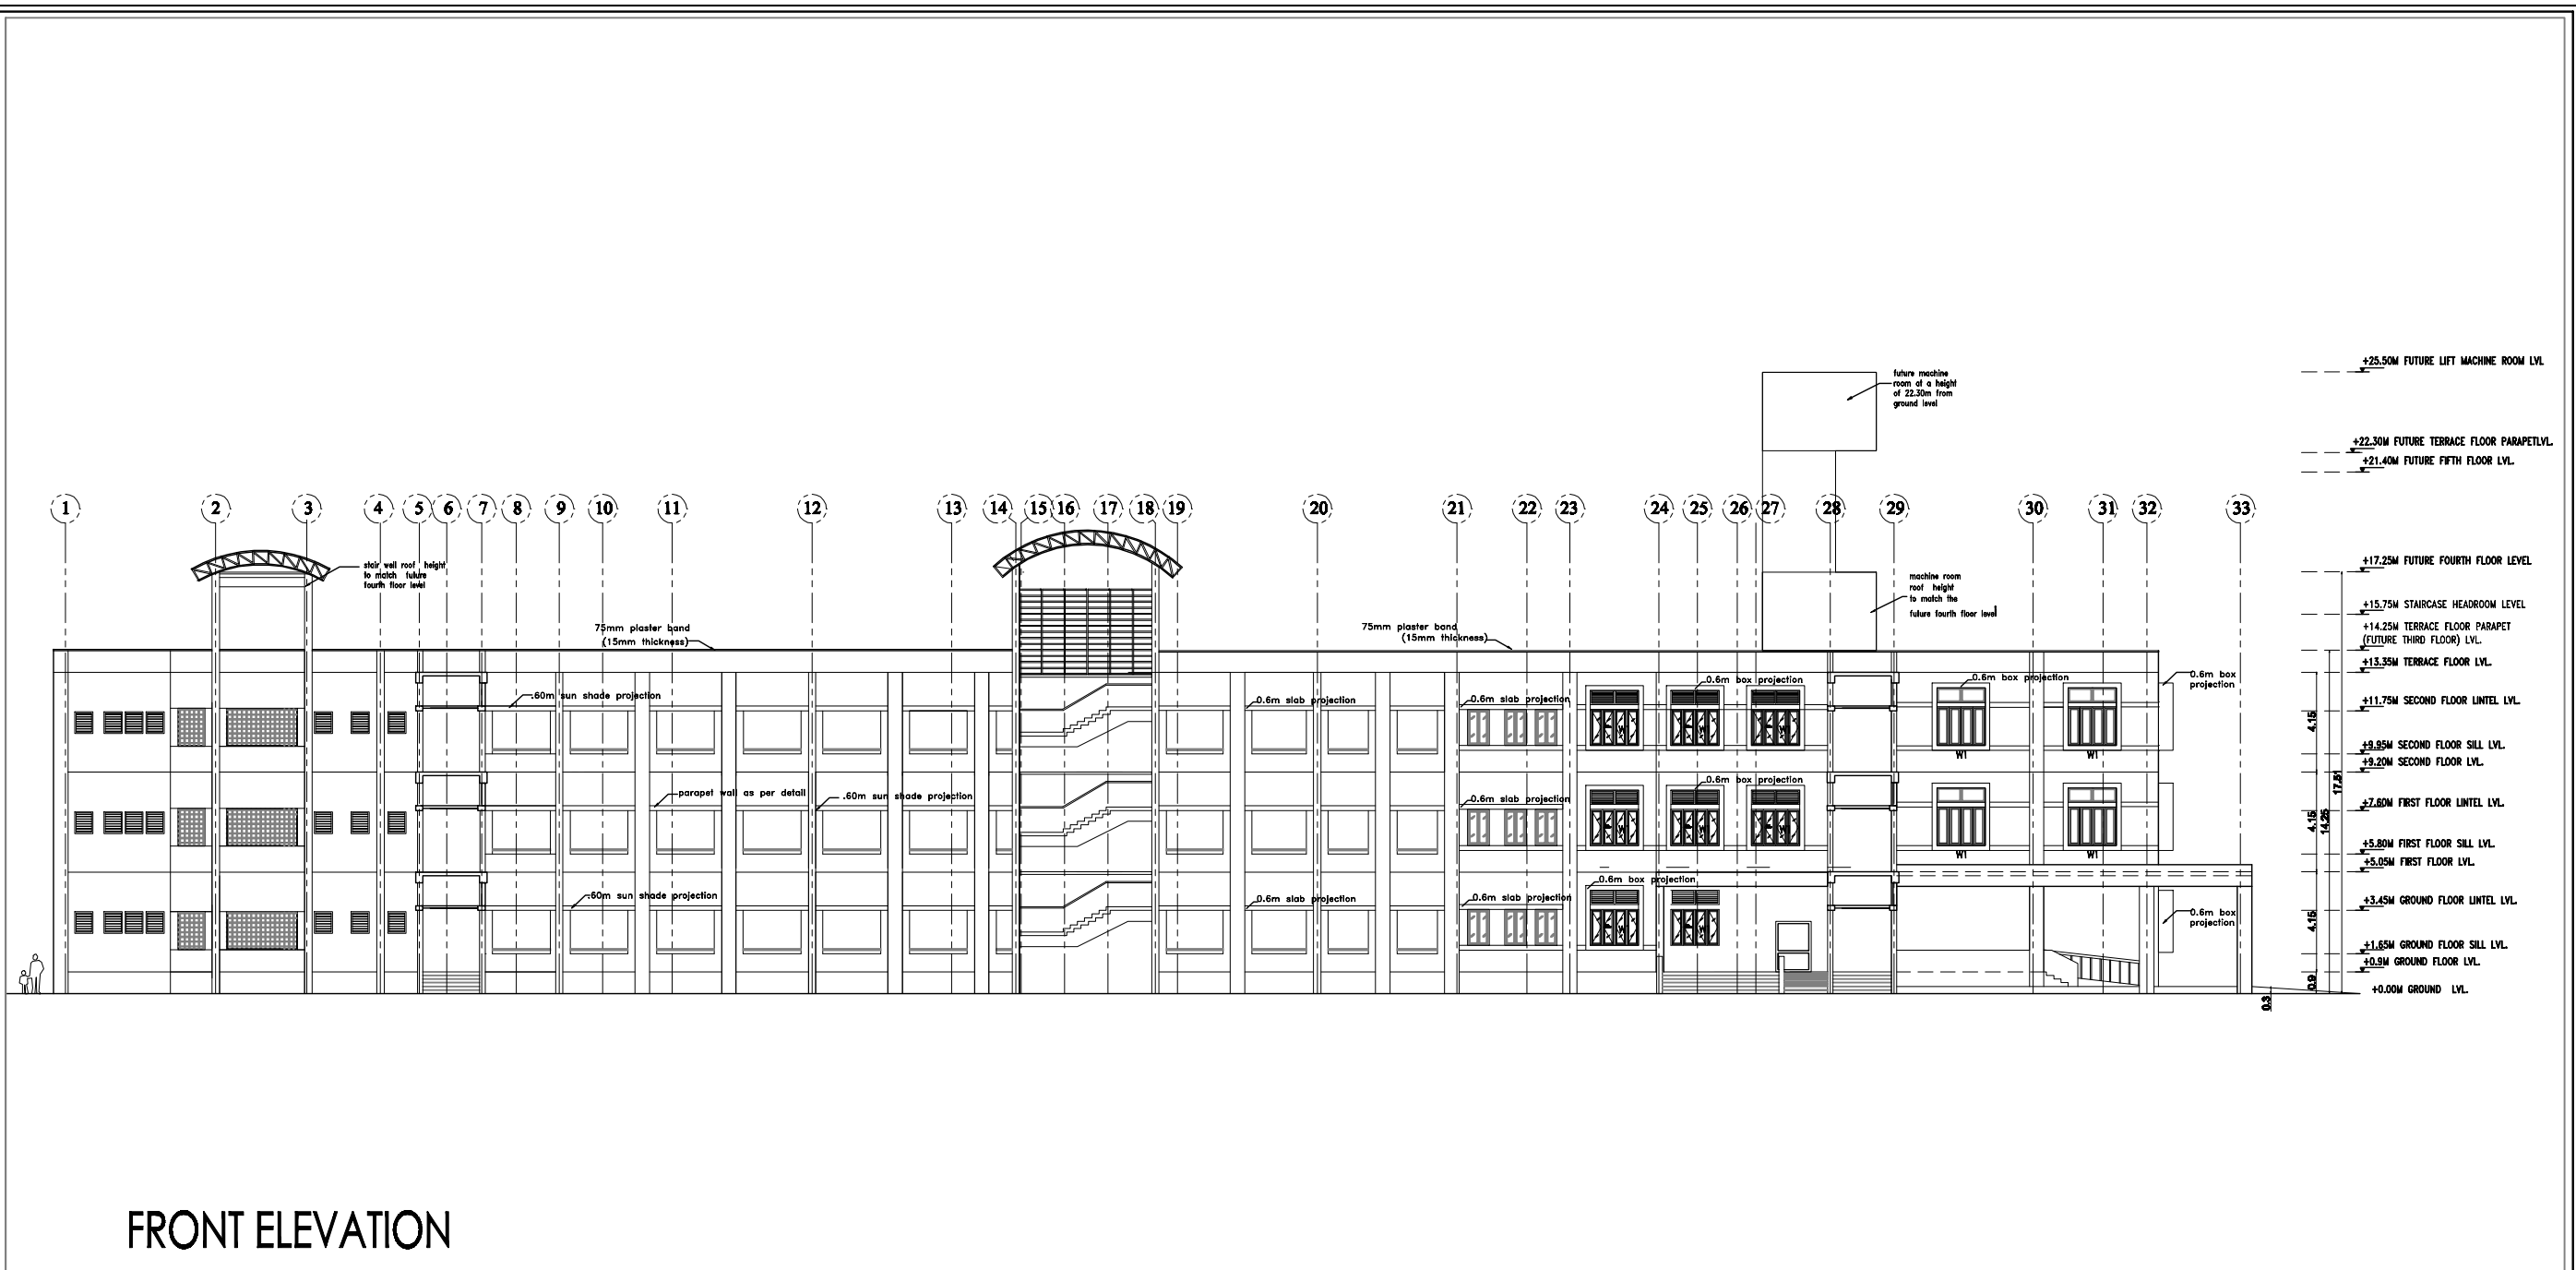 +25.50M FUTURE LIFT MACHINE ROOM LVL
future machine
room at a height
of 22.30m from
ground level
+22.30M FUTURE TERRACE FLOOR PARAPETLVL.
+21.40M FUTURE FIFTH FLOOR LVL.
1 2 3 4 5 6 7 8 9 10 11 12 13 14 15 16 17 18 19 20 21 22 23 24 25 26 27 28 29 30 31 32 33
stair well roof height
to match future
fourth floor level
+17.25M FUTURE FOURTH FLOOR LEVEL
machine room
roof height
to match the
future fourth floor level
+15.75M STAIRCASE HEADROOM LEVEL
75mm plaster band
(15mm thickness)
75mm plaster band
(15mm thickness)
+14.25M TERRACE FLOOR PARAPET
(FUTURE THIRD FLOOR) LVL.
+13.35M TERRACE FLOOR LVL.
.60m sun shade projection
0.6m slab projection
0.6m slab projection
0.6m box projection
0.6m box projection
0.6m box
projection
+11.75M SECOND FLOOR LINTEL LVL.
4.15
W W W
W1 W1
+9.95M SECOND FLOOR SILL LVL.
+9.20M SECOND FLOOR LVL.
17.51
parapet wall as per detail
.60m sun shade projection
0.6m slab projection
0.6m box projection
+7.60M FIRST FLOOR LINTEL LVL.
4.15
14.25
W W W
W1 W1
+5.80M FIRST FLOOR SILL LVL.
+5.05M FIRST FLOOR LVL.
.60m sun shade projection
0.6m slab projection
0.6m slab projection
0.6m box projection
+3.45M GROUND FLOOR LINTEL LVL.
0.6m box
projection
4.15
W W
+1.65M GROUND FLOOR SILL LVL.
+0.9M GROUND FLOOR LVL.
0.9
+0.00M GROUND LVL.
0.3
FRONT ELEVATION